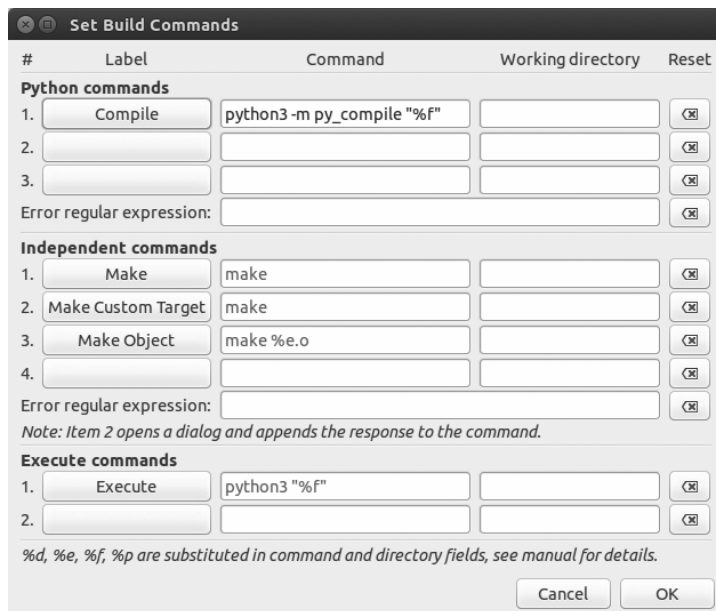 Set Build Commands
# Label Command Working directory Reset
Python commands
1. Compile python3 -m py_compile "%f"
2.
3.
Error regular expression:
Independent commands
1. Make make
2. Make Custom Target make
3. Make Object make %e.o
4.
Error regular expression:
Note: Item 2 opens a dialog and appends the response to the command.
Execute commands
1. Execute python3 "%f"
2.
%d, %e, %f, %p are substituted in command and directory fields, see manual for details.
Cancel OK